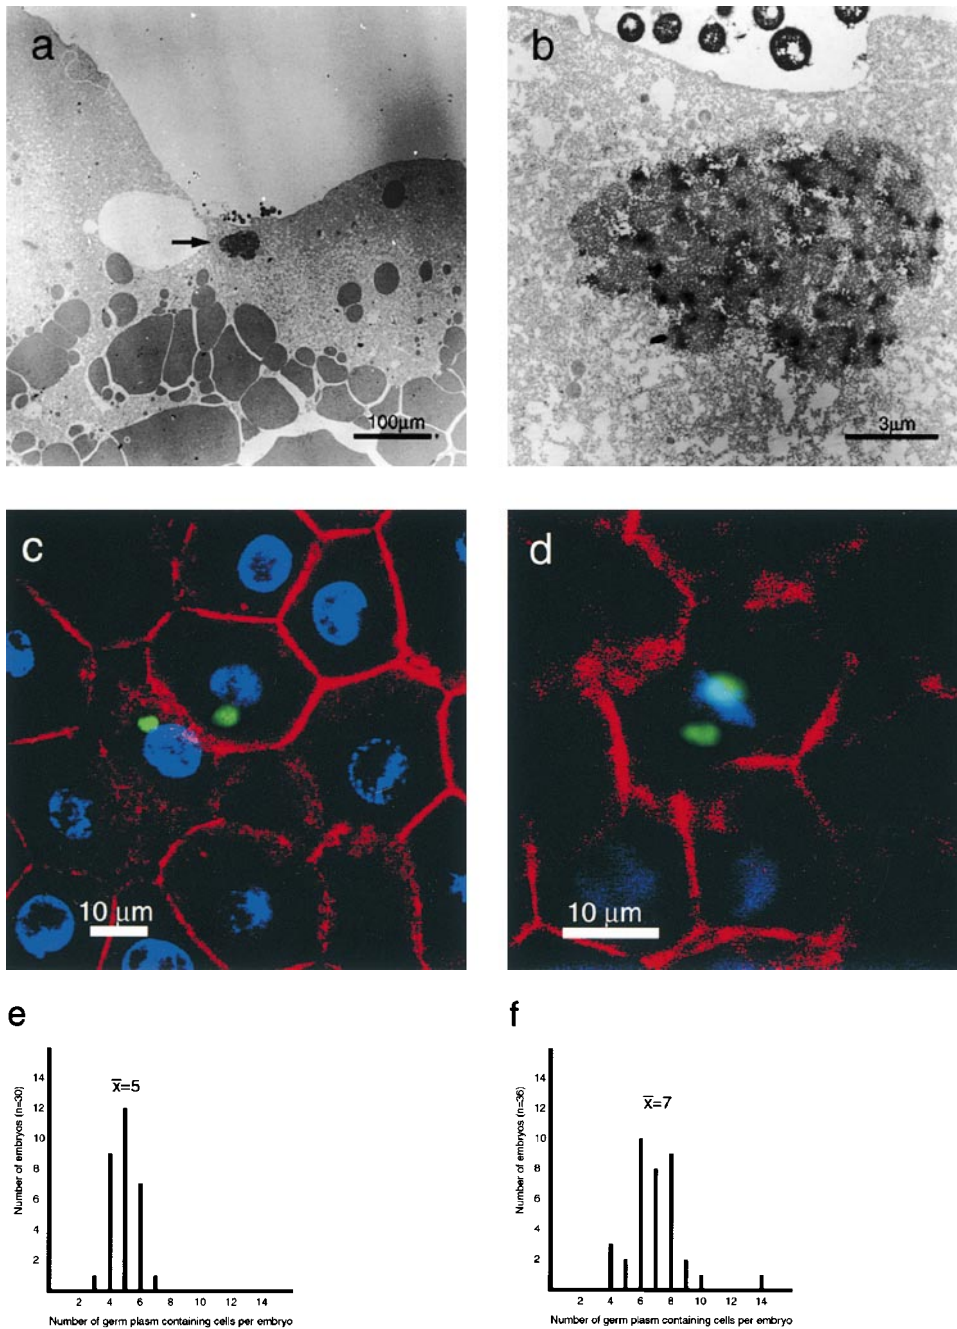 a
b
100μm
3μm
c
d
10 μm
10 μm
e
f
x̄=5
Number of embryos (n=30)
14
12
10
8
6
4
2
2 4 6 8 10 12 14
Number of germ plasm containing cells per embryo
x̄=7
Number of embryos (n=36)
14
12
10
8
6
4
2
2 4 6 8 10 12 14
Number of germ plasm containing cells per embryo